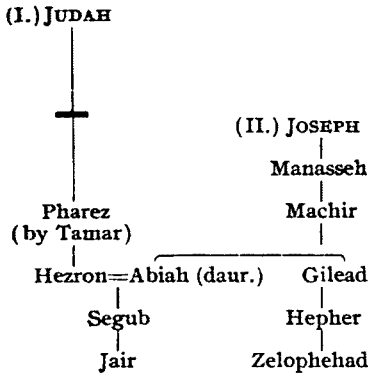 (I.) JUDAH
(II.) JOSEPH
Manasseh
Pharez Machir
(by Tamar)
Hezron=Abiah (daur.) Gilead
Segub Hepher
Jair Zelophehad